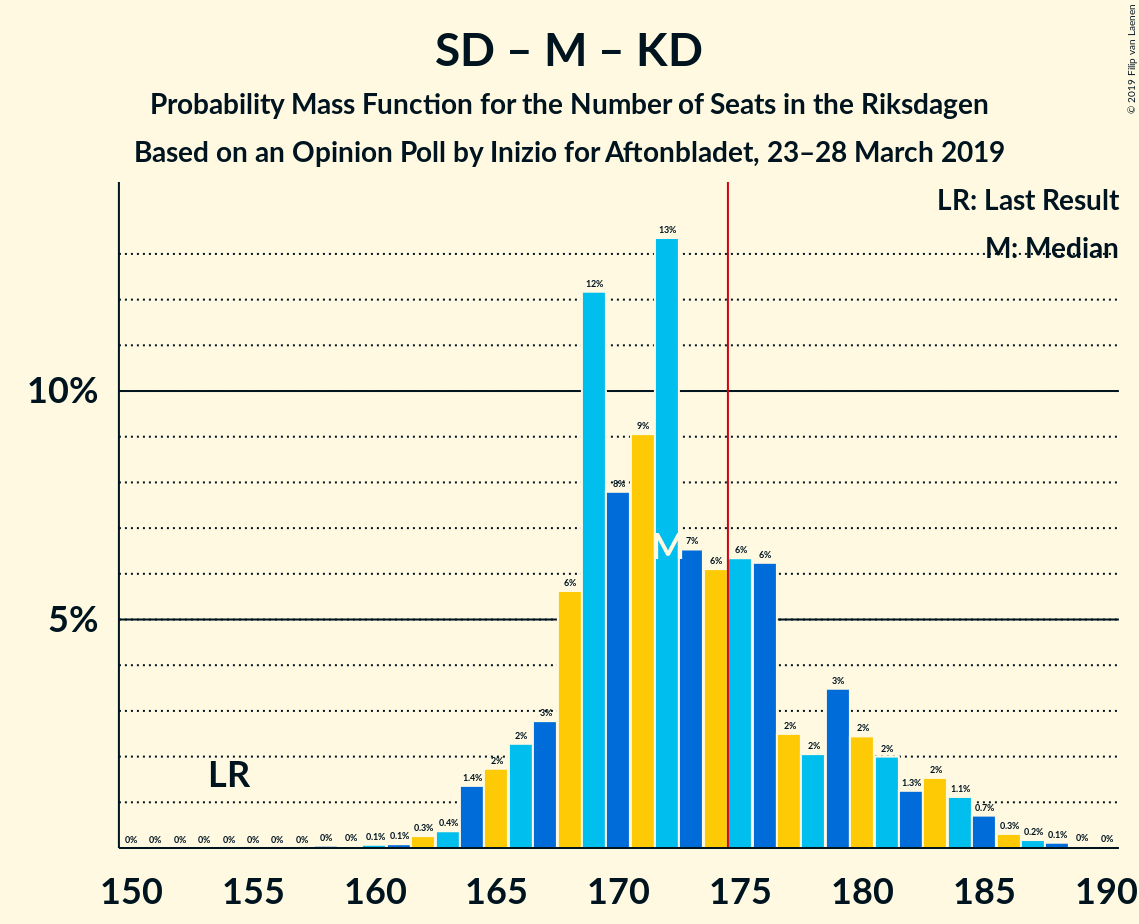 SD – M – KD
Probability Mass Function for the Number of Seats in the Riksdagen
Based on an Opinion Poll by Inizio for Aftonbladet, 23–28 March 2019
© 2019 Filip van Laenen
LR: Last Result
M: Median
10%
5%
0% 0% 0% 0% 0% 0% 0% 0% 0% 0% 0.1% 0.1% 0.3% 0.4% 1.4% 2% 2% 3% 6% 12% 8% 9% 13% 7% 6% 6% 6% 2% 2% 3% 2% 2% 1.3% 2% 1.1% 0.7% 0.3% 0.2% 0.1% 0% 0%
M
LR
150 155 160 165 170 175 180 185 190